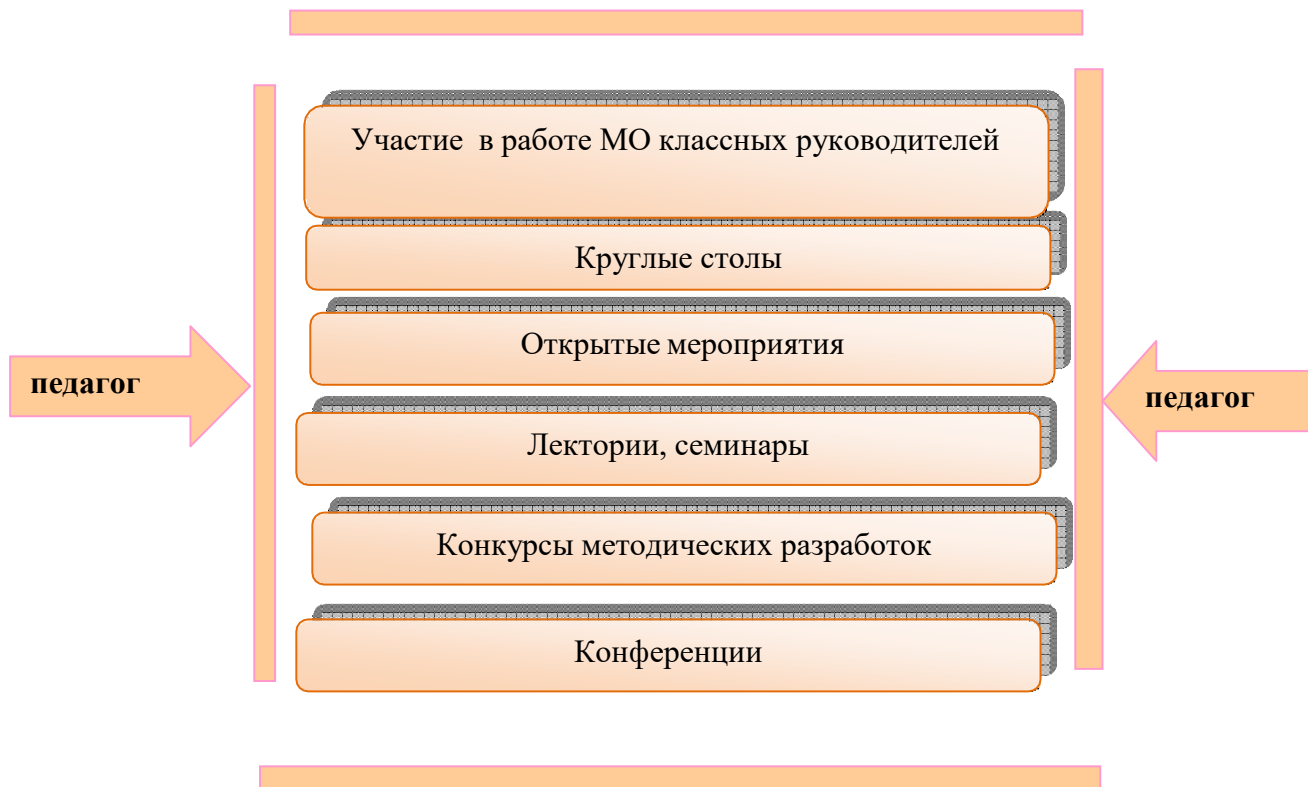 Участие в работе МО классных руководителей
Круглые столы
Открытые мероприятия
педагог
педагог
Лектории, семинары
Конкурсы методических разработок
Конференции